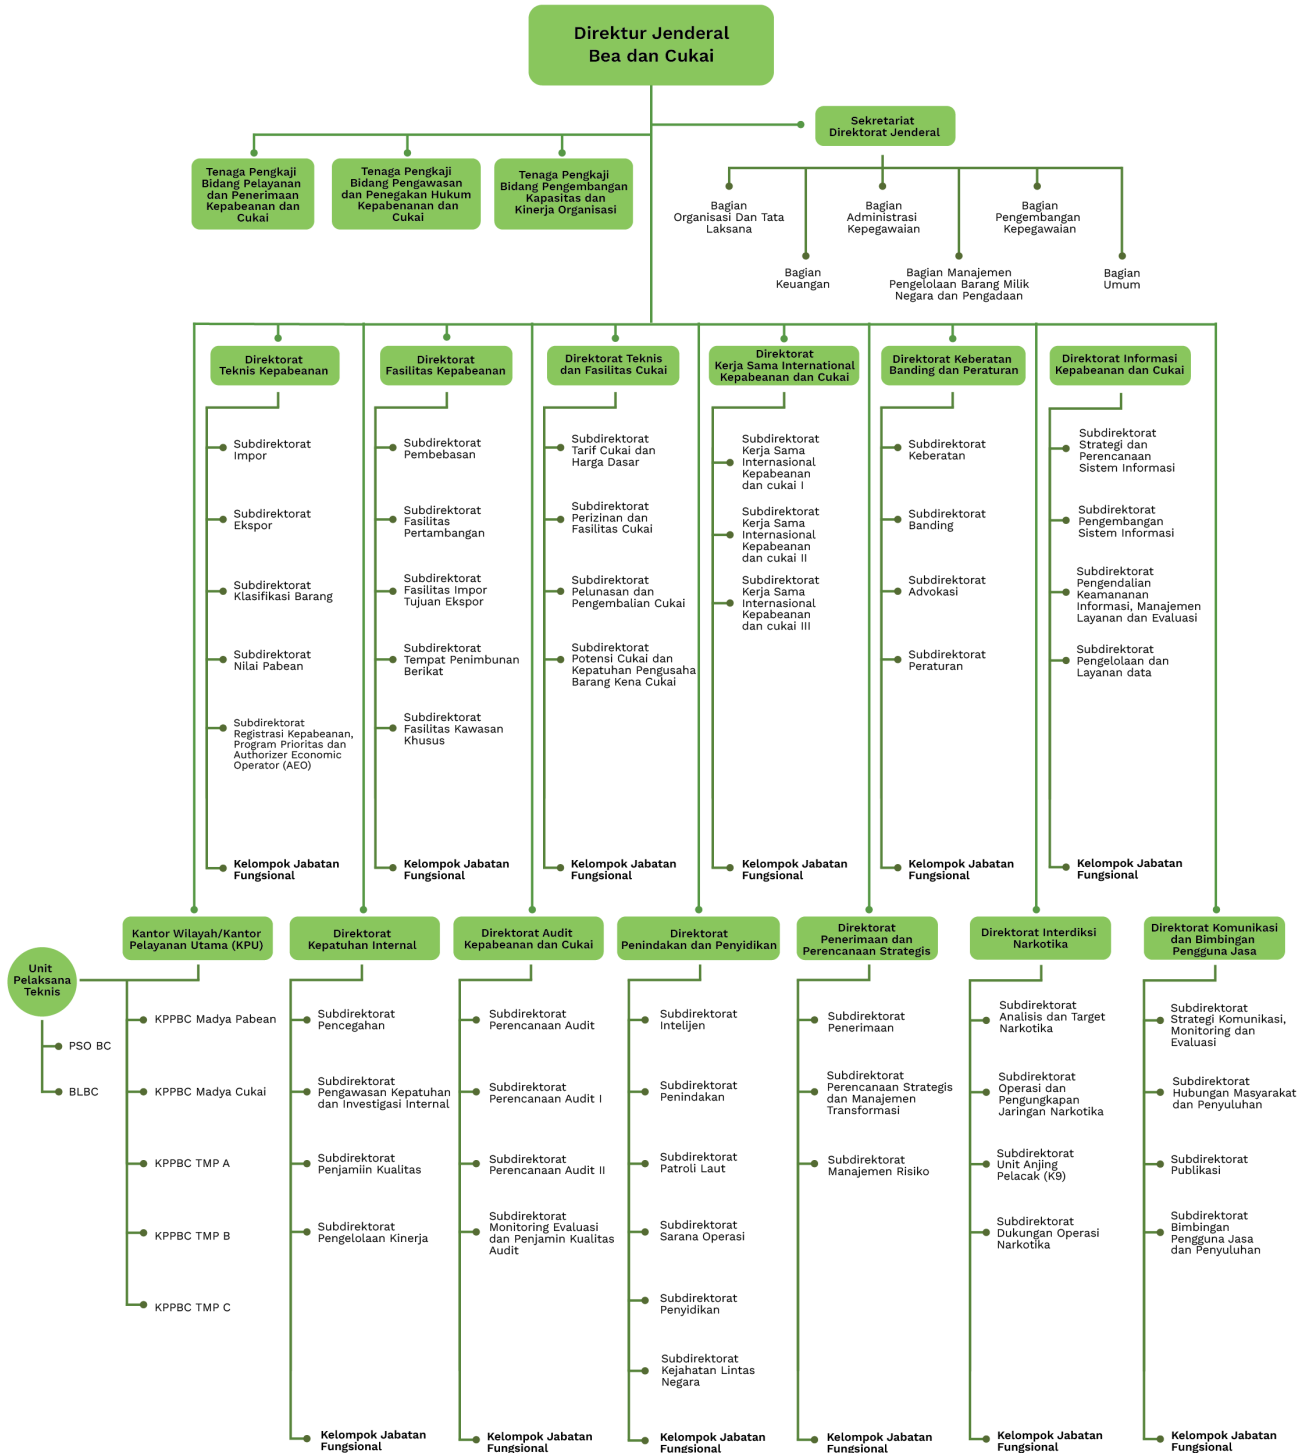 Direktur Jenderal
Bea dan Cukai
Sekretariat
Direktorat Jenderal
Tenaga Pengkaji
Bidang Pelayanan
dan Penerimaan
Kepabeanan dan
Cukai
Tenaga Pengkaji
Bidang Pengawasan
dan Penegakan Hukum
Kepabenanan dan
Cukai
Tenaga Pengkaji
Bidang Pengembangan
Kapasitas dan
Kinerja Organisasi
Bagian
Organisasi Dan Tata
Laksana
Bagian
Administrasi
Kepegawaian
Bagian
Pengembangan
Kepegawaian
Bagian
Keuangan
Bagian Manajemen
Pengelolaan Barang Milik
Negara dan Pengadaan
Bagian
Umum
Direktorat
Teknis Kepabeanan
Subdirektorat
Impor
Subdirektorat
Ekspor
Subdirektorat
Klasifikasi Barang
Subdirektorat
Nilai Pabean
Subdirektorat
Registrasi Kepabeanan,
Program Prioritas dan
Authorizer Economic
Operator (AEO)
Kelompok Jabatan
Fungsional
Direktorat
Fasilitas Kepabeanan
Subdirektorat
Pembebasan
Subdirektorat
Fasilitas
Pertambangan
Subdirektorat
Fasilitas Impor
Tujuan Ekspor
Subdirektorat
Tempat Penimbunan
Berikat
Subdirektorat
Fasilitas Kawasan
Khusus
Kelompok Jabatan
Fungsional
Direktorat Teknis
dan Fasilitas Cukai
Subdirektorat
Tarif Cukai dan
Harga Dasar
Subdirektorat
Perizinan dan
Fasilitas Cukai
Subdirektorat
Pelunasan dan
Pengembalian Cukai
Subdirektorat
Potensi Cukai dan
Kepatuhan Pengusaha
Barang Kena Cukai
Kelompok Jabatan
Fungsional
Direktorat
Kerja Sama International
Kepabeanan dan Cukai
Subdirektorat
Kerja Sama
Internasional
Kepabeanan
dan cukai I
Subdirektorat
Kerja Sama
Internasional
Kepabeanan
dan cukai II
Subdirektorat
Kerja Sama
Internasional
Kepabeanan
dan cukai III
Kelompok Jabatan
Fungsional
Direktorat Keberatan
Banding dan Peraturan
Subdirektorat
Keberatan
Subdirektorat
Banding
Subdirektorat
Advokasi
Subdirektorat
Peraturan
Kelompok Jabatan
Fungsional
Direktorat Informasi
Kepabeanan dan Cukai
Subdirektorat
Strategi dan
Perencanaan
Sistem Informasi
Subdirektorat
Pengembangan
Sistem Informasi
Subdirektorat
Pengendalian
Keamananan
Informasi, Manajemen
Layanan dan Evaluasi
Subdirektorat
Pengelolaan dan
Layanan data
Kelompok Jabatan
Fungsional
Unit
Pelaksana
Teknis
PSO BC
BLBC
Kantor Wilayah/Kantor
Pelayanan Utama (KPU)
KPPBC Madya Pabean
KPPBC Madya Cukai
KPPBC TMP A
KPPBC TMP B
KPPBC TMP C
Direktorat
Kepatuhan Internal
Subdirektorat
Pencegahan
Subdirektorat
Pengawasan Kepatuhan
dan Investigasi Internal
Subdirektorat
Penjamiin Kualitas
Subdirektorat
Pengelolaan Kinerja
Kelompok Jabatan
Fungsional
Direktorat Audit
Kepabeanan dan Cukai
Subdirektorat
Perencanaan Audit
Subdirektorat
Perencanaan Audit I
Subdirektorat
Perencanaan Audit II
Subdirektorat
Monitoring Evaluasi
dan Penjamin Kualitas
Audit
Kelompok Jabatan
Fungsional
Direktorat
Penindakan dan Penyidikan
Subdirektorat
Intelijen
Subdirektorat
Penindakan
Subdirektorat
Patroli Laut
Subdirektorat
Sarana Operasi
Subdirektorat
Penyidikan
Subdirektorat
Kejahatan Lintas
Negara
Kelompok Jabatan
Fungsional
Direktorat
Penerimaan dan
Perencanaan Strategis
Subdirektorat
Penerimaan
Subdirektorat
Perencanaan Strategis
dan Manajemen
Transformasi
Subdirektorat
Manajemen Risiko
Kelompok Jabatan
Fungsional
Direktorat Interdiksi
Narkotika
Subdirektorat
Analisis dan Target
Narkotika
Subdirektorat
Operasi dan
Pengungkapan
Jaringan Narkotika
Subdirektorat
Unit Anjing
Pelacak (K9)
Subdirektorat
Dukungan Operasi
Narkotika
Kelompok Jabatan
Fungsional
Direktorat Komunikasi
dan Bimbingan
Pengguna Jasa
Subdirektorat
Strategi Komunikasi,
Monitoring dan
Evaluasi
Subdirektorat
Hubungan Masyarakat
dan Penyuluhan
Subdirektorat
Publikasi
Subdirektorat
Bimbingan
Pengguna Jasa
dan Penyuluhan
Kelompok Jabatan
Fungsional